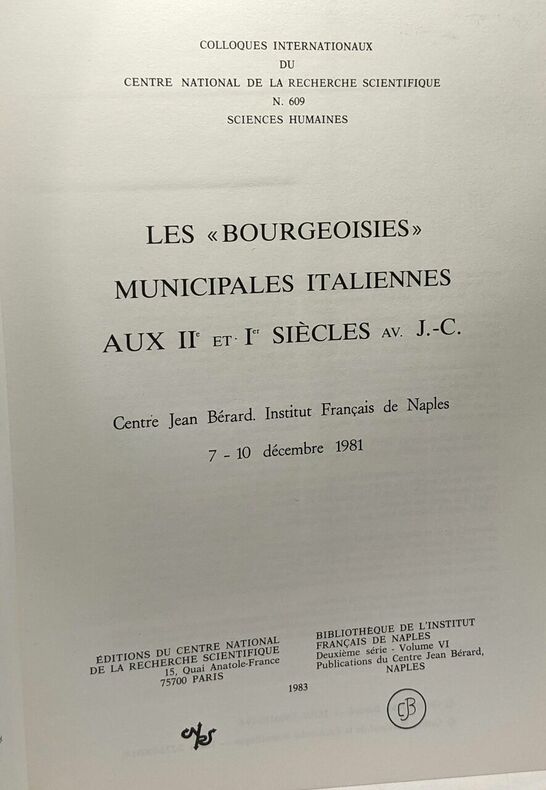 COLLOQUES INTERNATIONAUX
DU
CENTRE NATIONAL DE LA RECHERCHE SCIENTIFIQUE
N. 609
SCIENCES HUMAINES
LES «BOURGEOISIES»
MUNICIPALES ITALIENNES
AUX IIe ET Ier SIÈCLES AV. J.-C.
Centre Jean Bérard. Institut Français de Naples
7 - 10 décembre 1981
ÉDITIONS DU CENTRE NATIONAL
DE LA RECHERCHE SCIENTIFIQUE
15, Quai Anatole-France
75700 PARIS
BIBLIOTHÈQUE DE L'INSTITUT
FRANÇAIS DE NAPLES
Deuxième série - Volume VI
Publications du Centre Jean Bérard,
NAPLES
1983
CJB